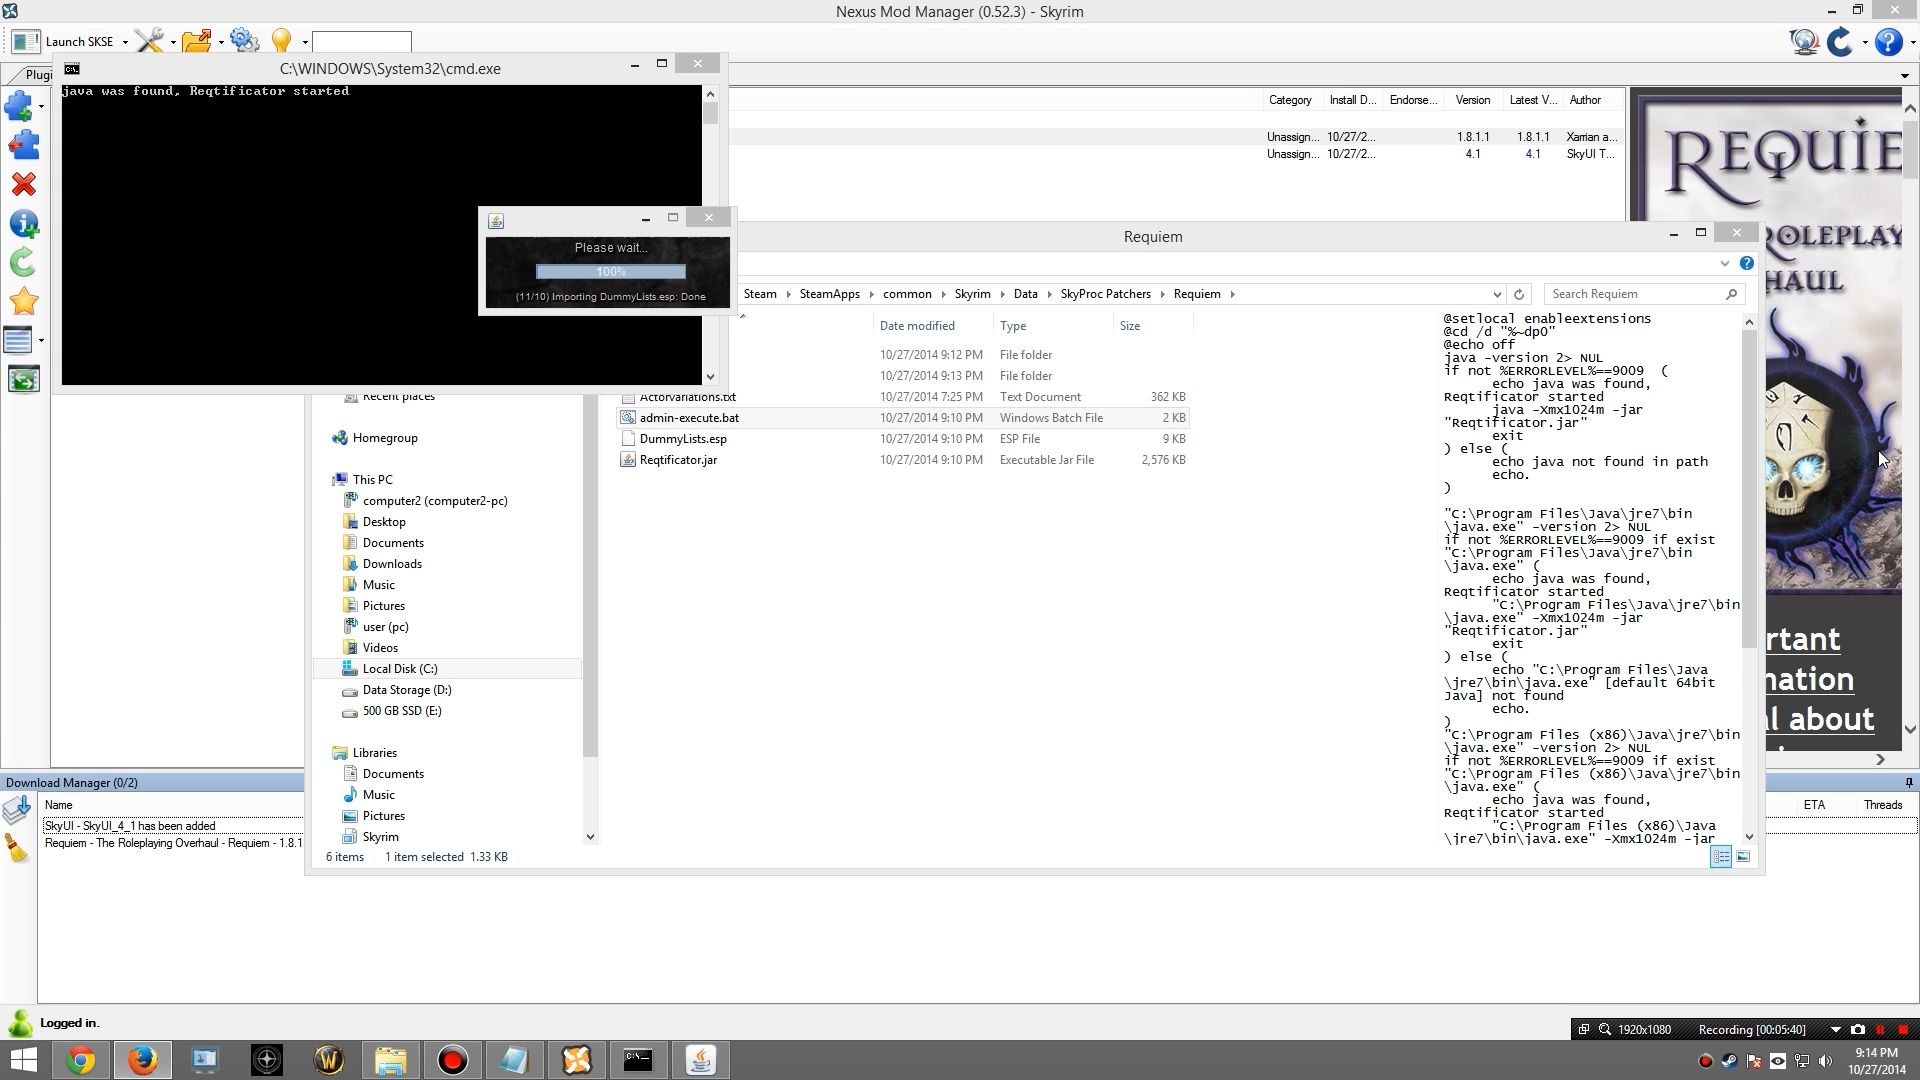 Nexus Mod Manager (0.52.3) - Skyrim
Launch SKSE
Plugi
C:\WINDOWS\System32\cmd.exe
java was found, Reqtificator started
Category Install D... Endorse... Version Latest V... Author
Unassign... 10/27/2... 1.8.1.1 1.8.1.1 Xarrian a...
Unassign... 10/27/2... 4.1 4.1 SkyUI T...
Please wait...
100%
(11/10) Importing DummyLists.esp: Done
Requiem
Steam SteamApps common Skyrim Data SkyProc Patchers Requiem
Search Requiem
Date modified Type Size
10/27/2014 9:12 PM File folder
10/27/2014 9:13 PM File folder
ActorVariations.txt 10/27/2014 7:25 PM Text Document 362 KB
admin-execute.bat 10/27/2014 9:10 PM Windows Batch File 2 KB
DummyLists.esp 10/27/2014 9:10 PM ESP File 9 KB
Reqtificator.jar 10/27/2014 9:10 PM Executable Jar File 2,576 KB
Recent places
Homegroup
This PC
computer2 (computer2-pc)
Desktop
Documents
Downloads
Music
Pictures
user (pc)
Videos
Local Disk (C:)
Data Storage (D:)
500 GB SSD (E:)
Libraries
Documents
Music
Pictures
Skyrim
6 items 1 item selected 1.33 KB
@setlocal enableextensions
@cd /d "%~dp0"
@echo off
java -version 2> NUL
if not %ERRORLEVEL%==9009 (
echo java was found,
Reqtificator started
java -Xmx1024m -jar
"Reqtificator.jar"
exit
) else (
echo java not found in path
echo.
)
"C:\Program Files\Java\jre7\bin
\java.exe" -version 2> NUL
if not %ERRORLEVEL%==9009 if exist
"C:\Program Files\Java\jre7\bin
\java.exe" (
echo java was found,
Reqtificator started
"C:\Program Files\Java\jre7\bin
\java.exe" -Xmx1024m -jar
"Reqtificator.jar"
exit
) else (
echo "C:\Program Files\Java
\jre7\bin\java.exe" [default 64bit
Java] not found
echo.
)
"C:\Program Files (x86)\Java\jre7\bin
\java.exe" -version 2> NUL
if not %ERRORLEVEL%==9009 if exist
"C:\Program Files (x86)\Java\jre7\bin
\java.exe" (
echo java was found,
Reqtificator started
"C:\Program Files (x86)\Java
\jre7\bin\java.exe" -Xmx1024m -jar
REQUIE
ROLEPLAY
HAUL
rtant
nation
l about
Download Manager (0/2)
Name ETA Threads
SkyUI - SkyUI_4_1 has been added
Requiem - The Roleplaying Overhaul - Requiem - 1.8.1
Logged in.
1920x1080 Recording [00:05:40]
9:14 PM
10/27/2014